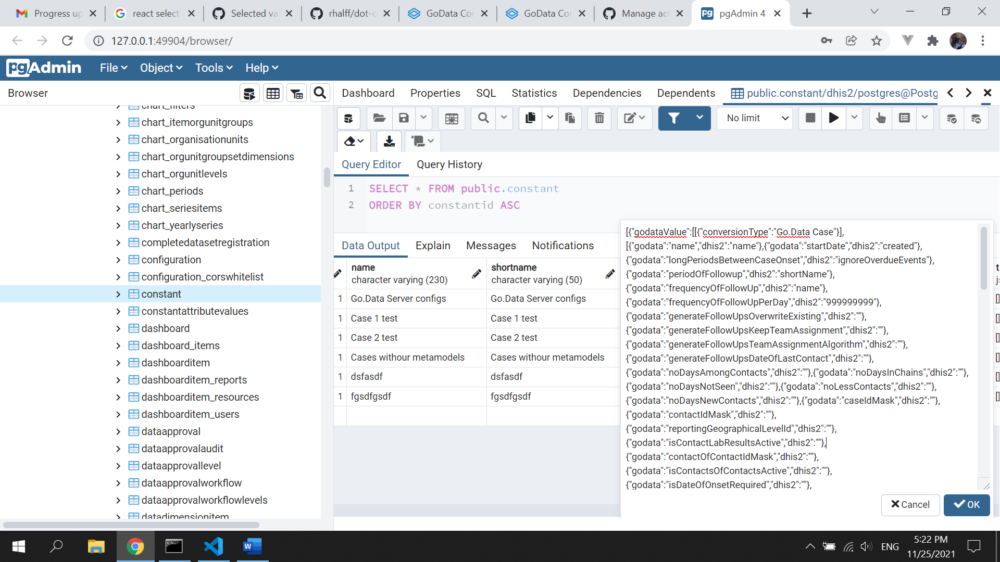 Progress up
react select
Selected va
rhalff/dot-o
GoData Co
GoData Co
Manage acc
pgAdmin 4
127.0.0.1:49904/browser/
pgAdmin
File
Object
Tools
Help
Browser
Dashboard
Properties
SQL
Statistics
Dependencies
Dependents
public.constant/dhis2/postgres@Postg
No limit
Query Editor
Query History
1 SELECT * FROM public.constant
2 ORDER BY constantid ASC
Data Output
Explain
Messages
Notifications
name
character varying (230)
shortname
character varying (50)
1 Go.Data Server configs Go.Data Server configs
1 Case 1 test Case 1 test
1 Case 2 test Case 2 test
1 Cases withour metamodels Cases withour metamodels
1 dsfasdf dsfasdf
1 fgsdfgsdf fgsdfgsdf
[{"godataValue":[[{"conversionType":"Go.Data Case"}],
[{"godata":"name","dhis2":"name"},{"godata":"startDate","dhis2":"created"},
{"godata":"longPeriodsBetweenCaseOnset","dhis2":"ignoreOverdueEvents"},
{"godata":"periodOfFollowup","dhis2":"shortName"},
{"godata":"frequencyOfFollowUp","dhis2":"name"},
{"godata":"frequencyOfFollowUpPerDay","dhis2":"999999999"},
{"godata":"generateFollowUpsOverwriteExisting","dhis2":""},
{"godata":"generateFollowUpsKeepTeamAssignment","dhis2":""},
{"godata":"generateFollowUpsTeamAssignmentAlgorithm","dhis2":""},
{"godata":"generateFollowUpsDateOfLastContact","dhis2":""},
{"godata":"noDaysAmongContacts","dhis2":""},{"godata":"noDaysInChains","dhis2":""},
{"godata":"noDaysNotSeen","dhis2":""},{"godata":"noLessContacts","dhis2":""},
{"godata":"noDaysNewContacts","dhis2":""},{"godata":"caseIdMask","dhis2":""},
{"godata":"contactIdMask","dhis2":""},
{"godata":"reportingGeographicalLevelId","dhis2":""},
{"godata":"isContactLabResultsActive","dhis2":""},
{"godata":"contactOfContactIdMask","dhis2":""},
{"godata":"isContactsOfContactsActive","dhis2":""},
{"godata":"isDateOfOnsetRequired","dhis2":""},
Cancel
OK
chart_filters
chart_itemorgunitgroups
chart_organisationunits
chart_orgunitgroupsetdimensions
chart_orgunitlevels
chart_periods
chart_seriesitems
chart_yearlyseries
completedatasetregistration
configuration
configuration_corswhitelist
constant
constantattributevalues
dashboard
dashboard_items
dashboarditem
dashboarditem_reports
dashboarditem_resources
dashboarditem_users
dataapproval
dataapprovalaudit
dataapprovallevel
dataapprovalworkflow
dataapprovalworkflowlevels
datadimensionitem
ENG
5:22 PM
11/25/2021